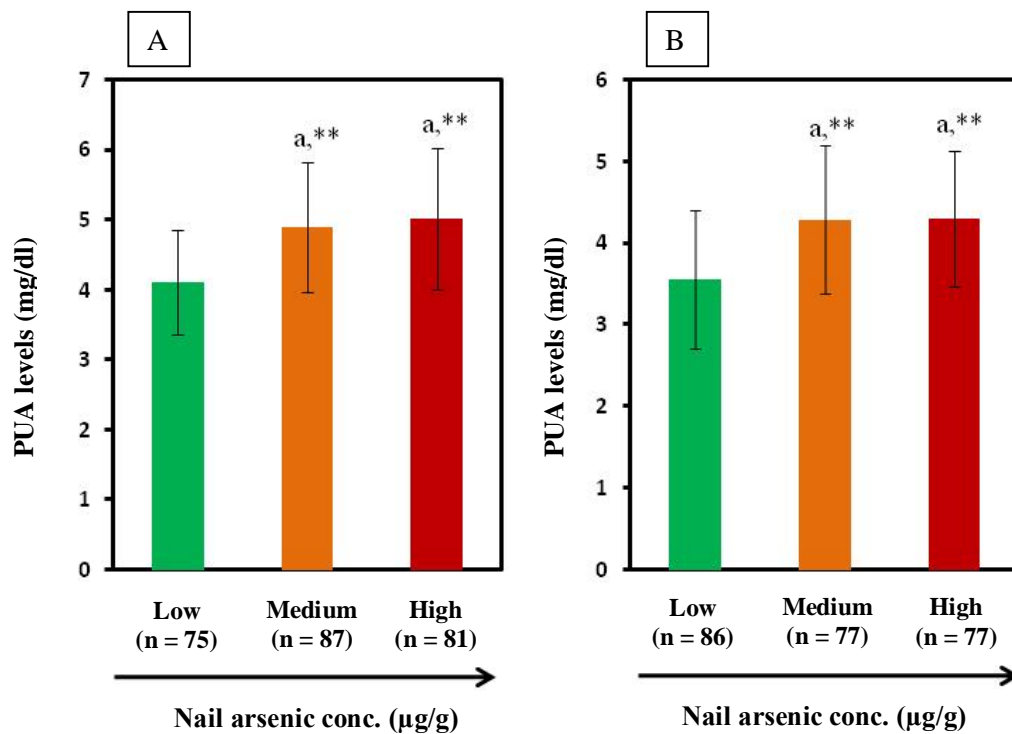 A
PUA levels (mg/dl)
7
6
5
4
3
2
1
0
a,**
a,**
Low
(n = 75)
Medium
(n = 87)
High
(n = 81)
Nail arsenic conc. (µg/g)
B
PUA levels (mg/dl)
6
5
4
3
2
1
0
a,**
a,**
Low
(n = 86)
Medium
(n = 77)
High
(n = 77)
Nail arsenic conc. (µg/g)